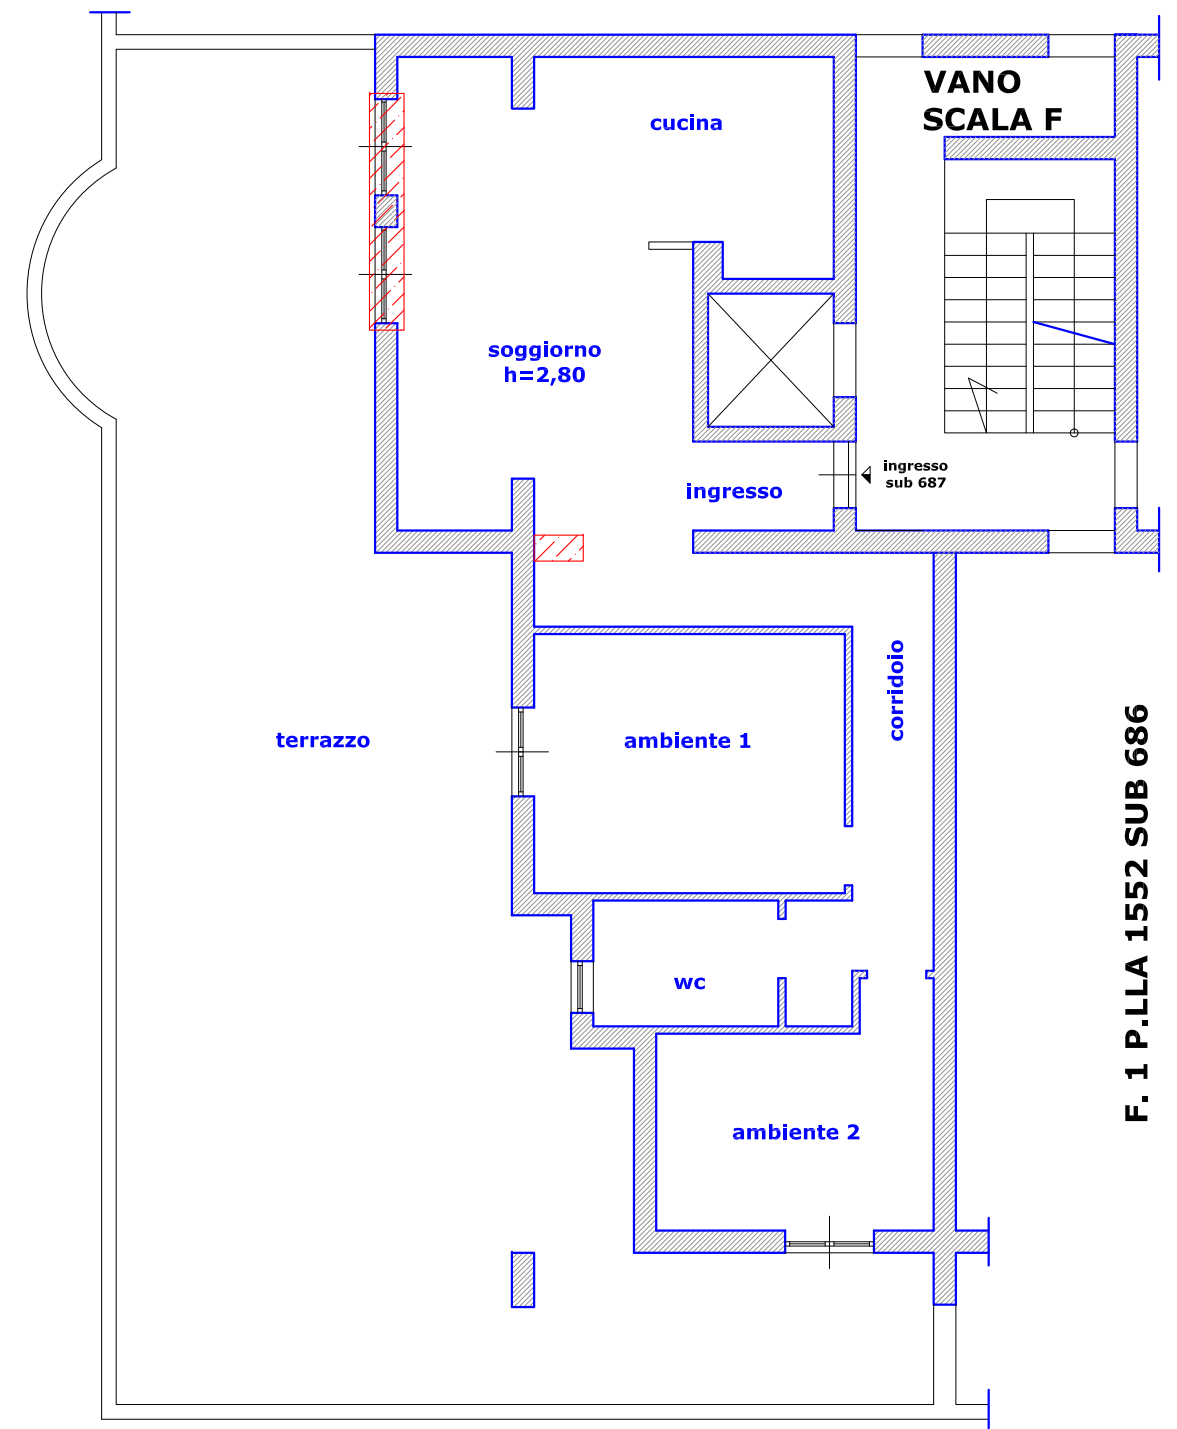 VANO
SCALA F
cucina
soggiorno
h=2,80
ingresso
sub 687
ingresso
corridoio
terrazzo
ambiente 1
F. 1 P.LLA 1552 SUB 686
wc
ambiente 2